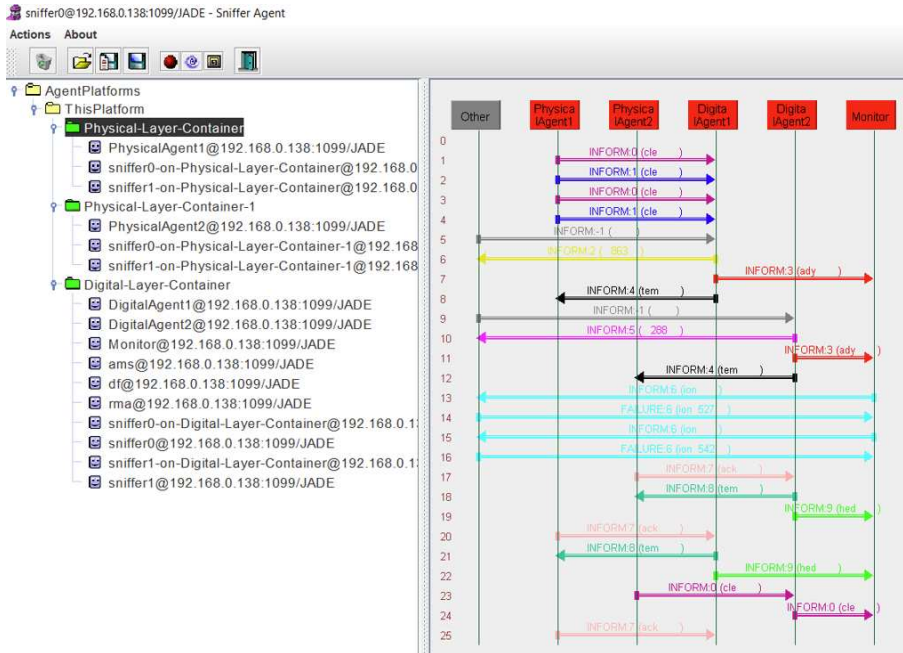 sniffer0@192.168.0.138:1099/JADE - Sniffer Agent
Actions About
AgentPlatforms
ThisPlatform
Physical-Layer-Container
PhysicalAgent1@192.168.0.138:1099/JADE
sniffer0-on-Physical-Layer-Container@192.168.0
sniffer1-on-Physical-Layer-Container@192.168.0
Physical-Layer-Container-1
PhysicalAgent2@192.168.0.138:1099/JADE
sniffer0-on-Physical-Layer-Container-1@192.168
sniffer1-on-Physical-Layer-Container-1@192.168
Digital-Layer-Container
DigitalAgent1@192.168.0.138:1099/JADE
DigitalAgent2@192.168.0.138:1099/JADE
Monitor@192.168.0.138:1099/JADE
ams@192.168.0.138:1099/JADE
df@192.168.0.138:1099/JADE
rma@192.168.0.138:1099/JADE
sniffer0-on-Digital-Layer-Container@192.168.0.1
sniffer0@192.168.0.138:1099/JADE
sniffer1-on-Digital-Layer-Container@192.168.0.1
sniffer1@192.168.0.138:1099/JADE
Other
Physica
lAgent1
Physica
lAgent2
Digita
lAgent1
Digita
lAgent2
Monitor
0
1 INFORM:0 (cle )
2 INFORM:1 (cle )
3 INFORM:0 (cle )
4 INFORM:1 (cle )
5 INFORM:-1 ( )
6 INFORM:2 ( 863 )
7 INFORM:3 (ady )
8 INFORM:4 (tem )
9 INFORM:-1 ( )
10 INFORM:5 ( 288 )
11 INFORM:3 (ady )
12 INFORM:4 (tem )
13 INFORM:6 (ion )
14 FAILURE:6 (ion 527 )
15 INFORM:6 (ion )
16 FAILURE:6 (ion 542 )
17 INFORM:7 (ack )
18 INFORM:8 (tem )
19 INFORM:9 (hed )
20 INFORM:7 (ack )
21 INFORM:8 (tem )
22 INFORM:9 (hed )
23 INFORM:0 (cle )
24 INFORM:0 (cle )
25 INFORM:7 (ack )